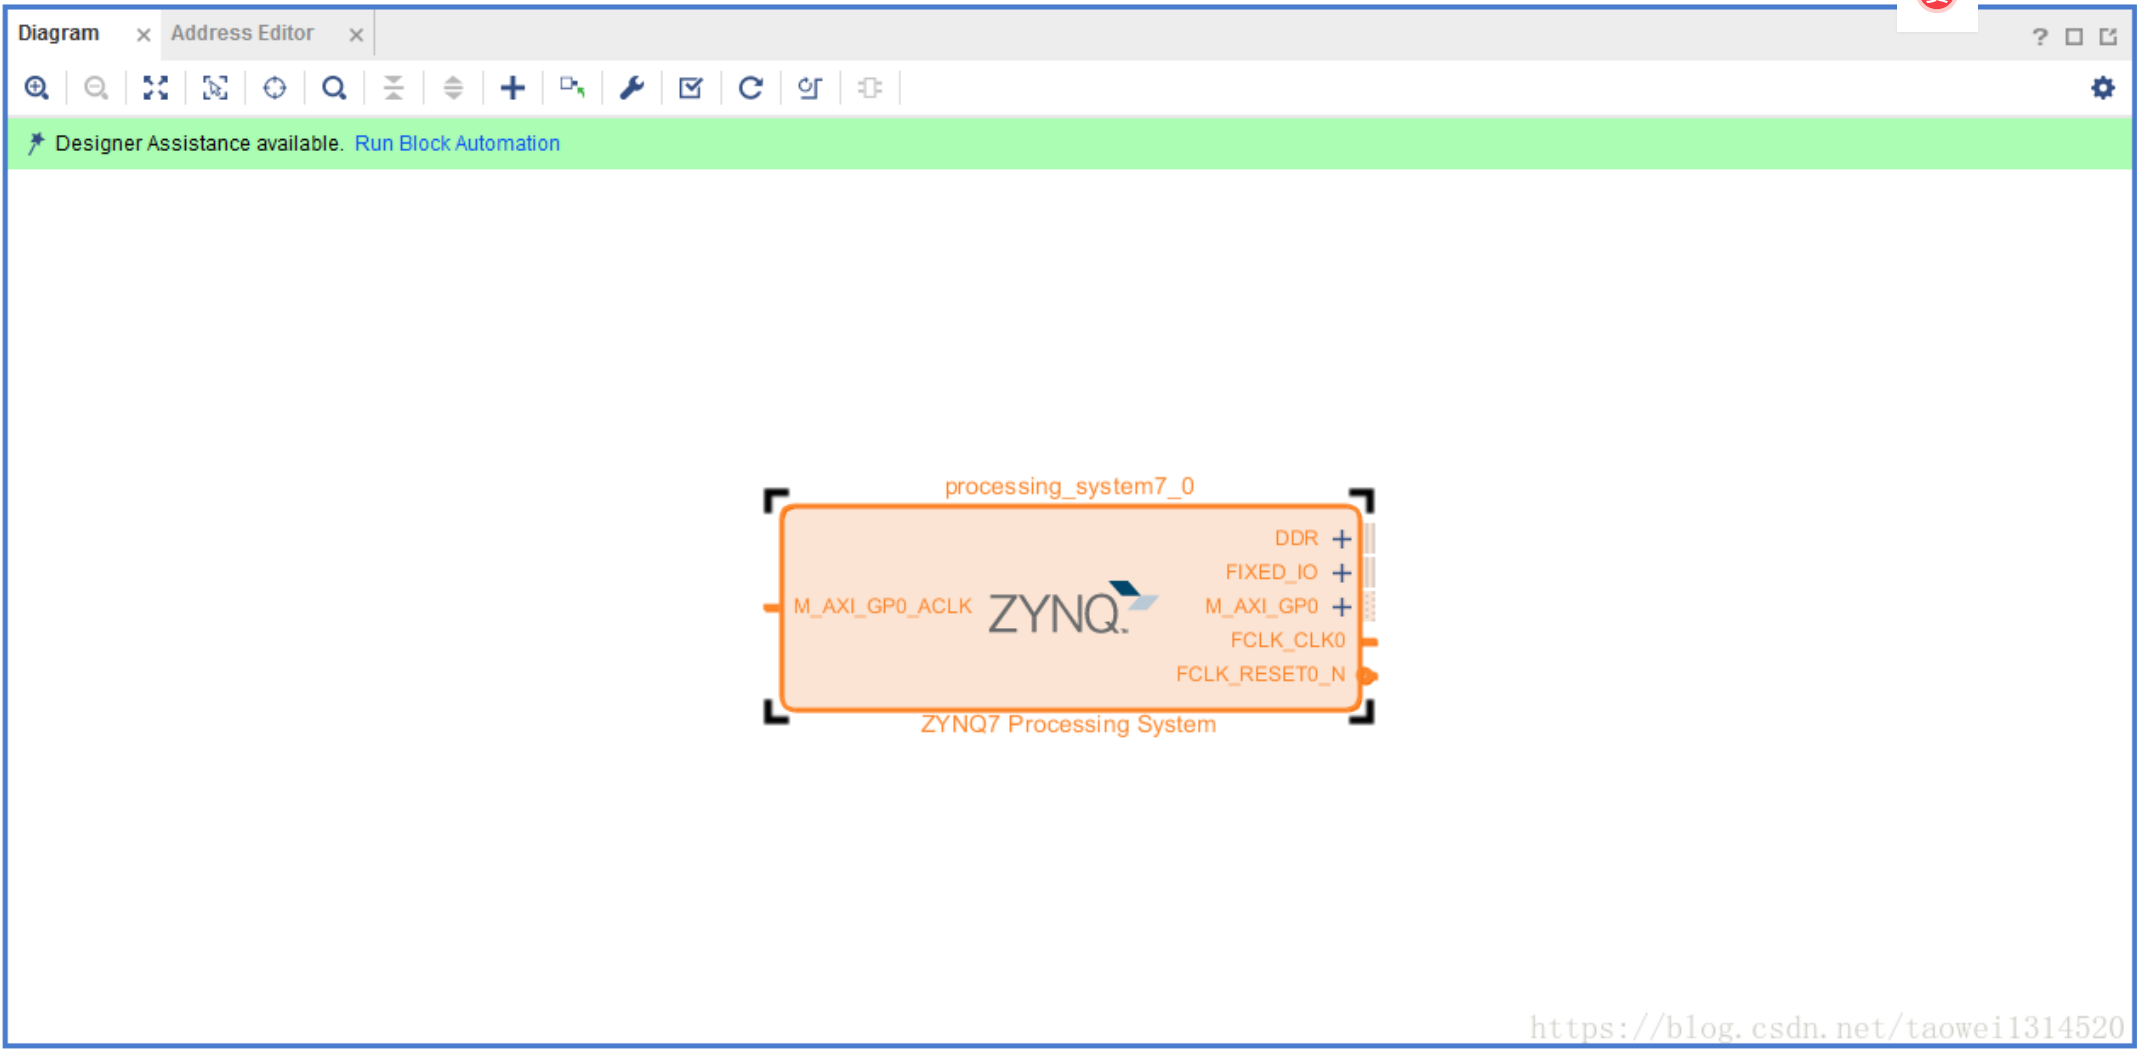 Diagram
Address Editor
Designer Assistance available. Run Block Automation
processing_system7_0
DDR
FIXED_IO
M_AXI_GP0_ACLK
ZYNQ
M_AXI_GP0
FCLK_CLK0
FCLK_RESET0_N
ZYNQ7 Processing System
https://blog.csdn.net/taowei1314520